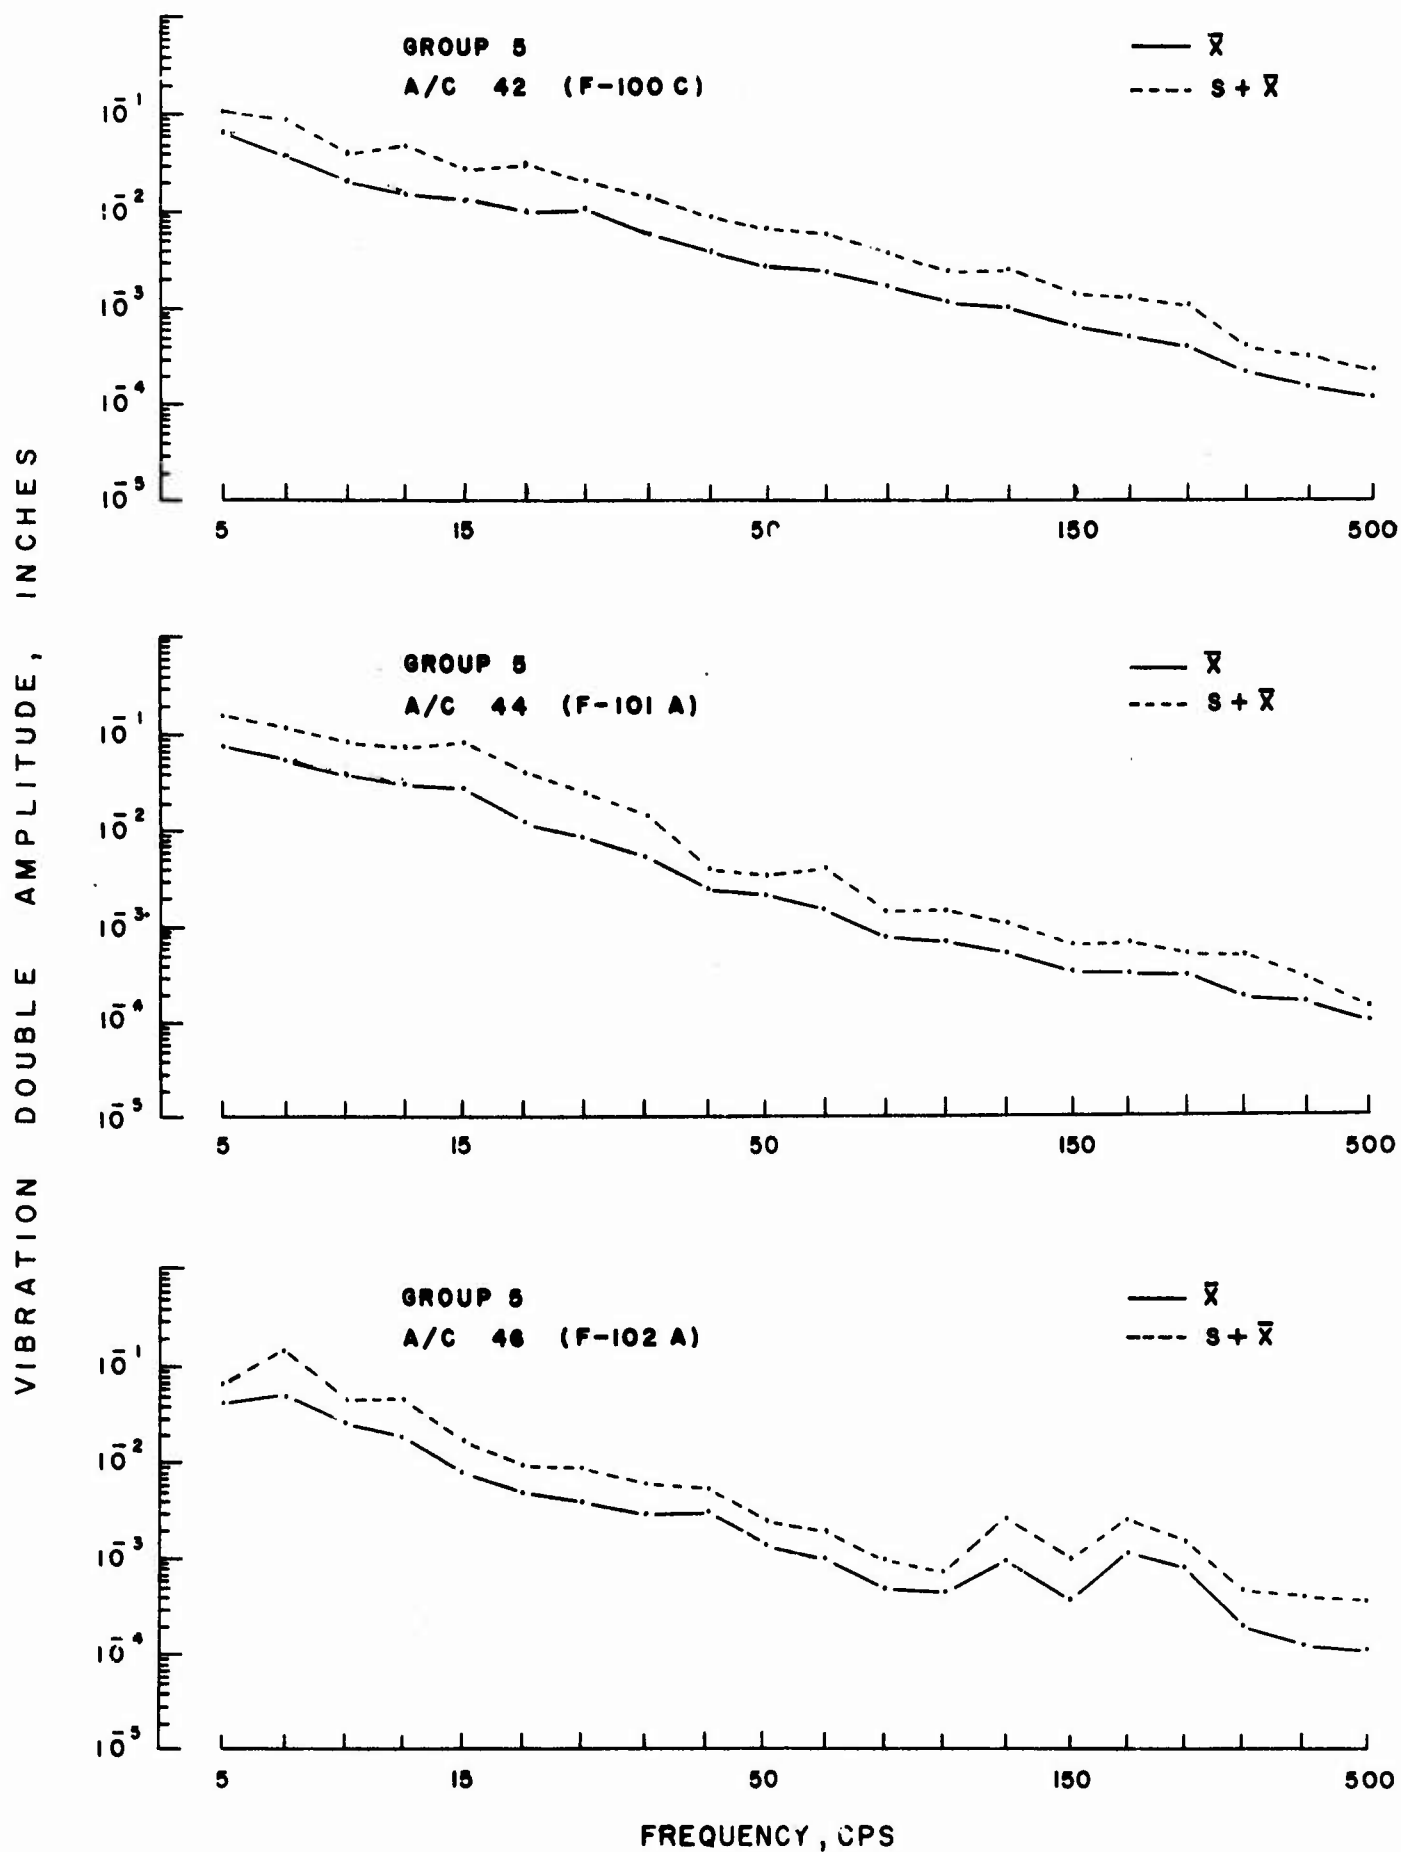 VIBRATION DOUBLE AMPLITUDE, INCHES
GROUP 5
A/C 42 (F-100 C)
X̄
S + X̄
10⁻¹
10⁻²
10⁻³
10⁻⁴
10⁻⁵
5 15 50 150 500
GROUP 5
A/C 44 (F-101 A)
X̄
S + X̄
10⁻¹
10⁻²
10⁻³
10⁻⁴
10⁻⁵
5 15 50 150 500
GROUP 5
A/C 46 (F-102 A)
X̄
S + X̄
10⁻¹
10⁻²
10⁻³
10⁻⁴
10⁻⁵
5 15 50 150 500
FREQUENCY, CPS